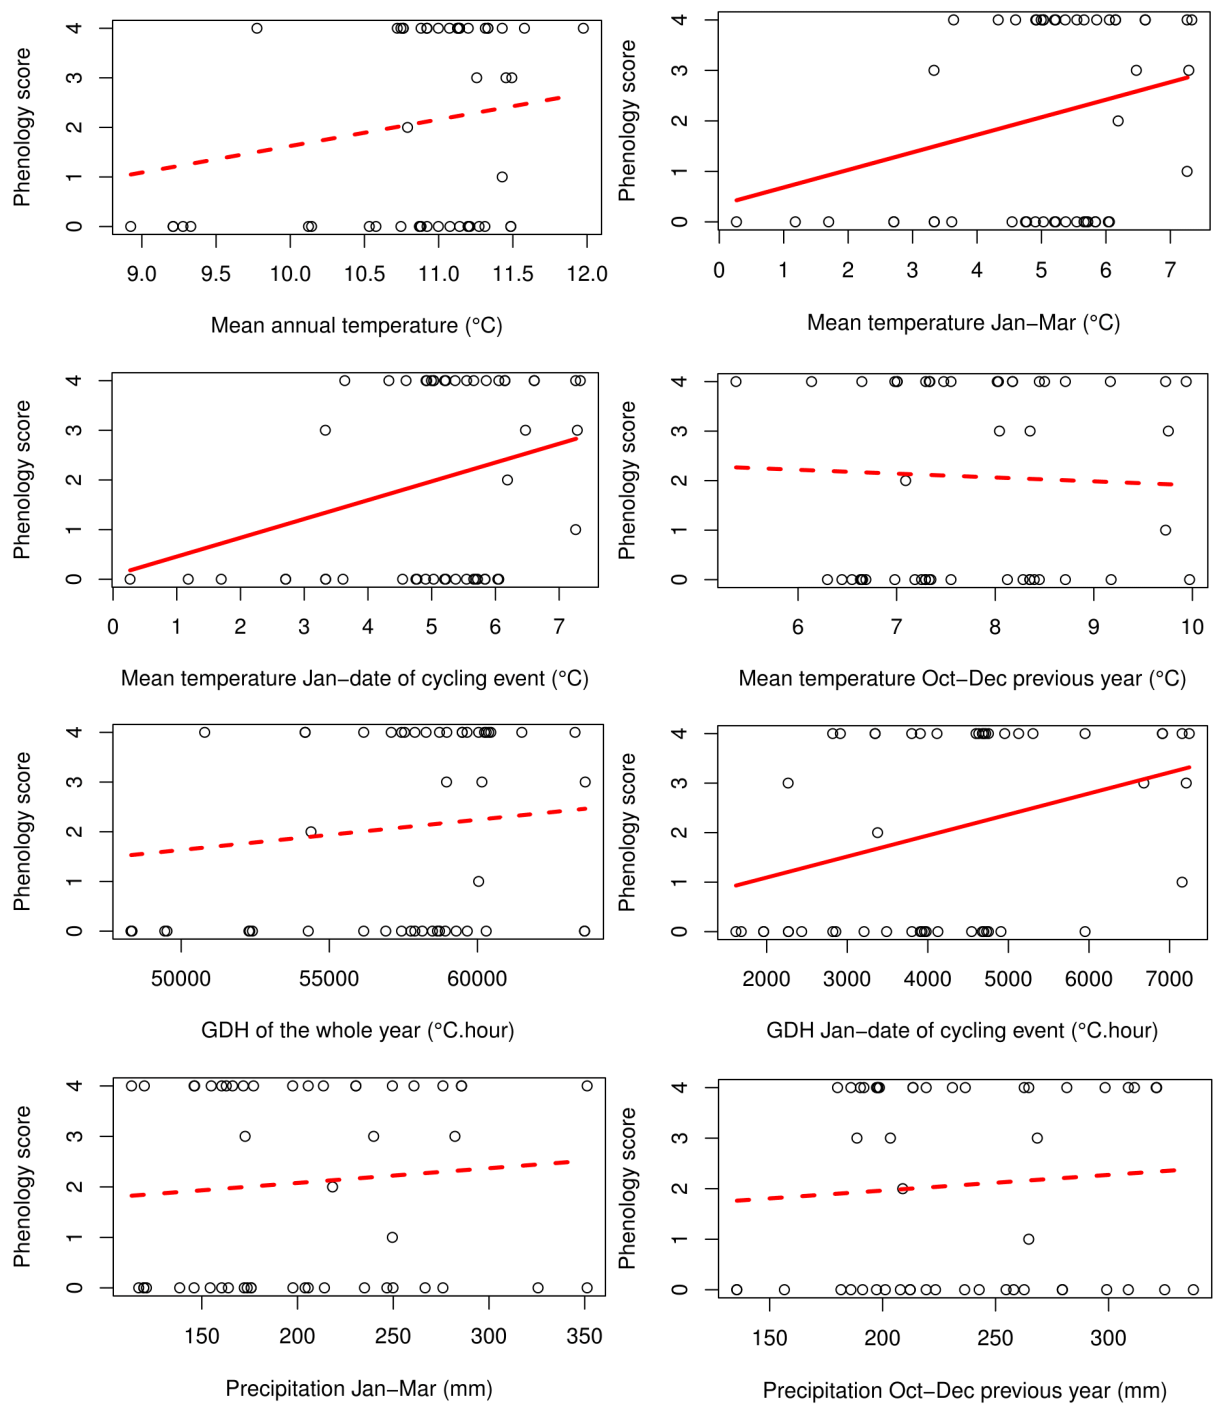 Phenology score
4
3
2
1
0
9.0 9.5 10.0 10.5 11.0 11.5 12.0
Mean annual temperature (°C)
Phenology score
4
3
2
1
0
0 1 2 3 4 5 6 7
Mean temperature Jan−Mar (°C)
Phenology score
4
3
2
1
0
0 1 2 3 4 5 6 7
Mean temperature Jan−date of cycling event (°C)
Phenology score
4
3
2
1
0
6 7 8 9 10
Mean temperature Oct−Dec previous year (°C)
Phenology score
4
3
2
1
0
50000 55000 60000
GDH of the whole year (°C.hour)
Phenology score
4
3
2
1
0
2000 3000 4000 5000 6000 7000
GDH Jan−date of cycling event (°C.hour)
Phenology score
4
3
2
1
0
150 200 250 300 350
Precipitation Jan−Mar (mm)
Phenology score
4
3
2
1
0
150 200 250 300
Precipitation Oct−Dec previous year (mm)